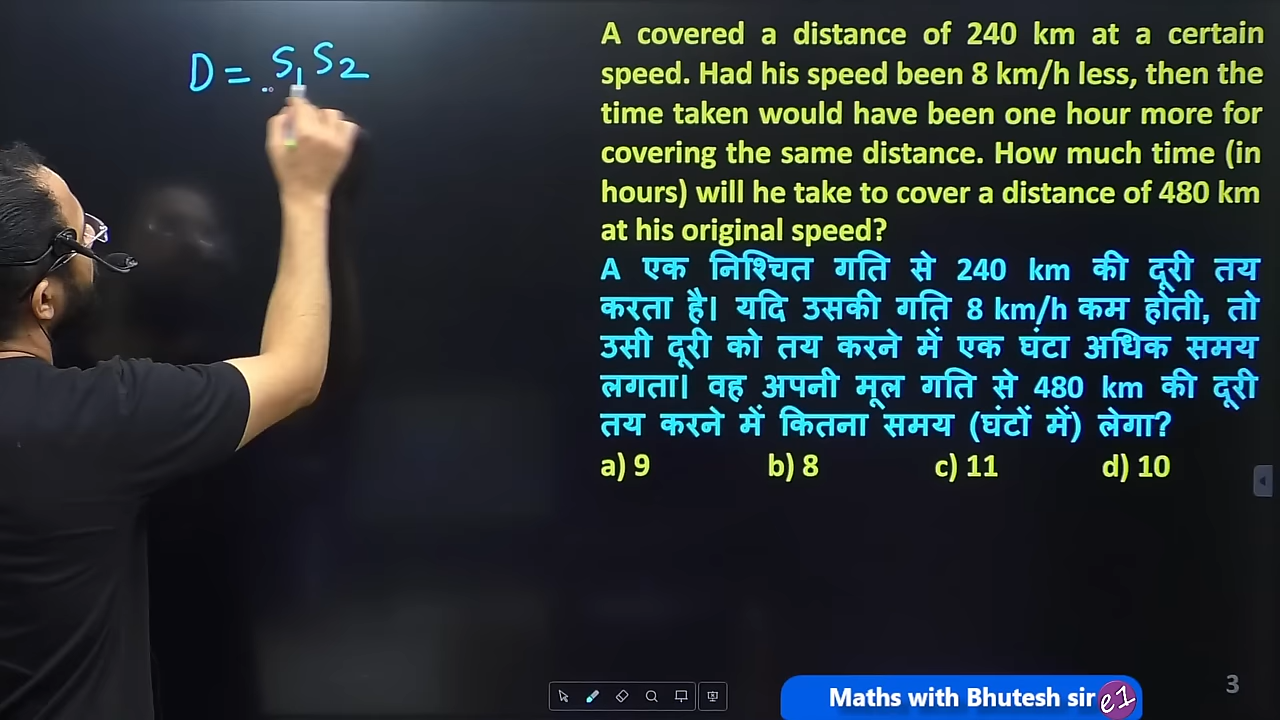 D = S1 S2
A covered a distance of 240 km at a certain
speed. Had his speed been 8 km/h less, then the
time taken would have been one hour more for
covering the same distance. How much time (in
hours) will he take to cover a distance of 480 km
at his original speed?
A एक निश्चित गति से 240 km की दूरी तय
करता है। यदि उसकी गति 8 km/h कम होती, तो
उसी दूरी को तय करने में एक घंटा अधिक समय
लगता। वह अपनी मूल गति से 480 km की दूरी
तय करने में कितना समय (घंटों में) लेगा?
a) 9 b) 8 c) 11 d) 10
Maths with Bhutesh sir e1
3